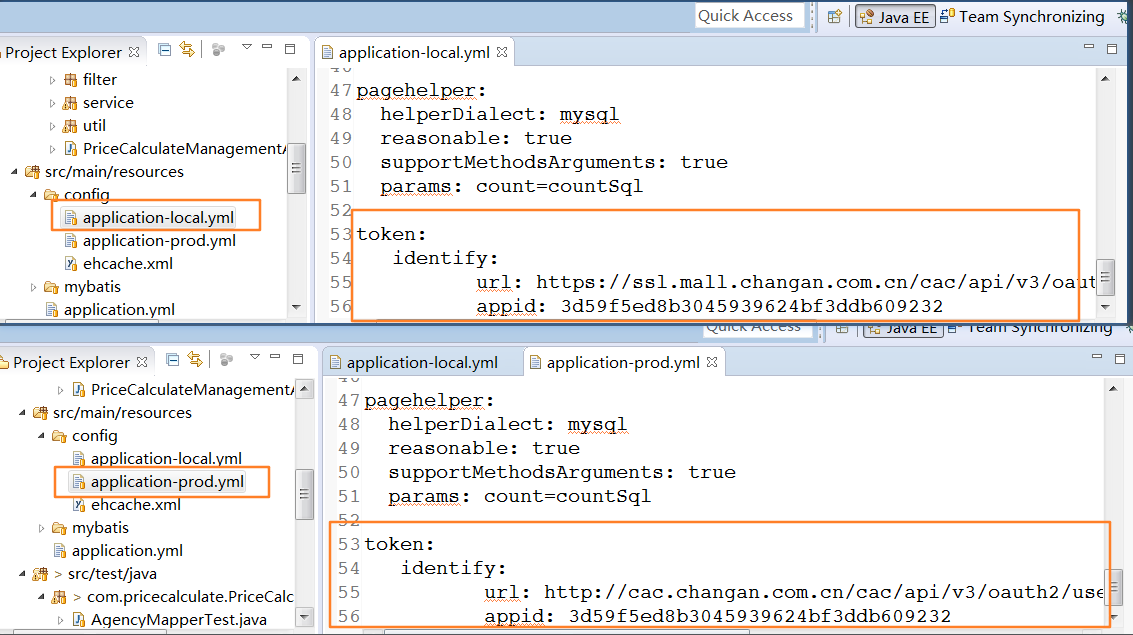 Quick Access
Java EE
Team Synchronizing
Project Explorer
filter
service
util
PriceCalculateManagementA
src/main/resources
config
application-local.yml
application-prod.yml
ehcache.xml
mybatis
application.yml
application-local.yml
46
47 pagehelper:
48 helperDialect: mysql
49 reasonable: true
50 supportMethodsArguments: true
51 params: count=countSql
52
53 token:
54 identify:
55 url: https://ssl.mall.changan.com.cn/cac/api/v3/oaut
56 appid: 3d59f5ed8b3045939624bf3ddb609232
Quick Access
Java EE
Team Synchronizing
Project Explorer
PriceCalculateManagementA
src/main/resources
config
application-local.yml
application-prod.yml
ehcache.xml
mybatis
application.yml
> src/test/java
> com.pricecalculate.PriceCalc
AgencyMapperTest.java
application-local.yml
application-prod.yml
46
47 pagehelper:
48 helperDialect: mysql
49 reasonable: true
50 supportMethodsArguments: true
51 params: count=countSql
52
53 token:
54 identify:
55 url: http://cac.changan.com.cn/cac/api/v3/oauth2/use
56 appid: 3d59f5ed8b3045939624bf3ddb609232